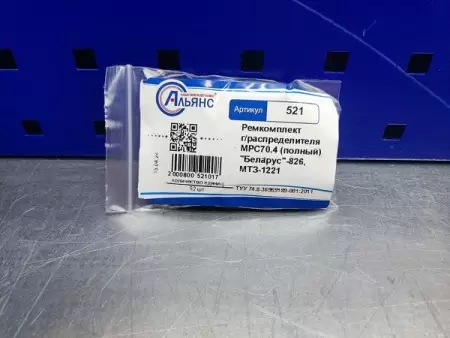 Альянс
Артикул 521
Ремкомплект
г/распределителя
МРС70.4 (полный)
"Беларус"-826,
МТЗ-1221
2 000800 521017